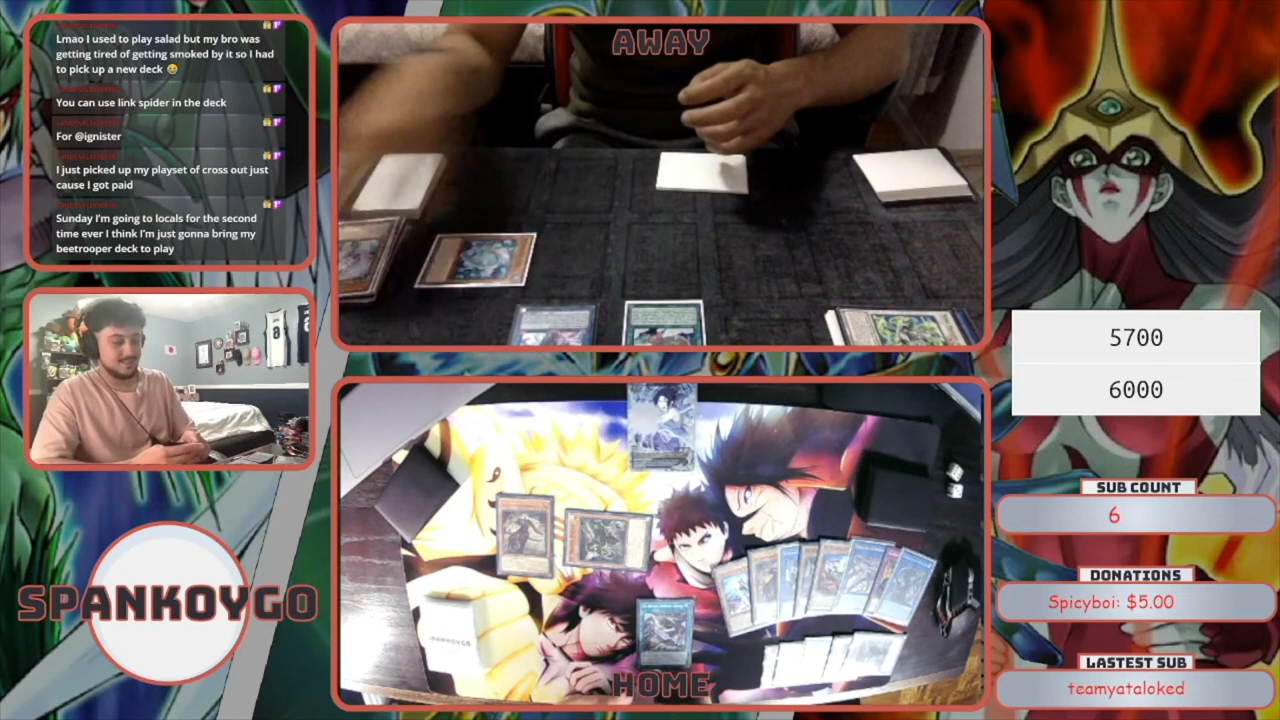 Lmao I used to play salad but my bro was
getting tired of getting smoked by it so I had
to pick up a new deck 😂
You can use link spider in the deck
For @ignister
I just picked up my playset of cross out just
cause I got paid
Sunday I'm going to locals for the second
time ever I think I'm just gonna bring my
beetrooper deck to play
AWAY
5700
6000
SUB COUNT
6
DONATIONS
Spicyboi: $5.00
LASTEST SUB
teamyataloked
SPANKOYGO
SPANKOYGO
HOME